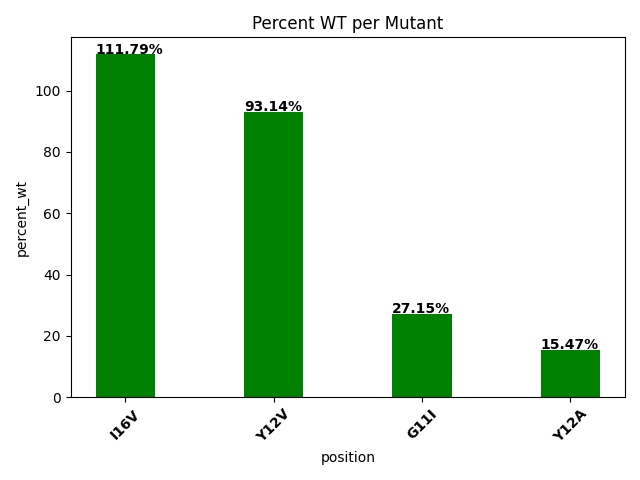 Percent WT per Mutant
111.79%
93.14%
27.15%
15.47%
percent_wt
100
80
60
40
20
0
I16V
Y12V
G11I
Y12A
position